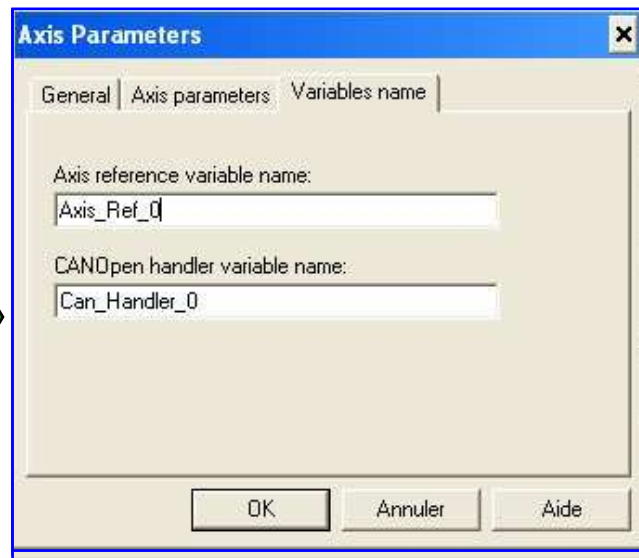 Axis Parameters
General Axis parameters Variables name
Axis reference variable name:
Axis_Ref_0
CANOpen handler variable name:
Can_Handler_0
OK Annuler Aide